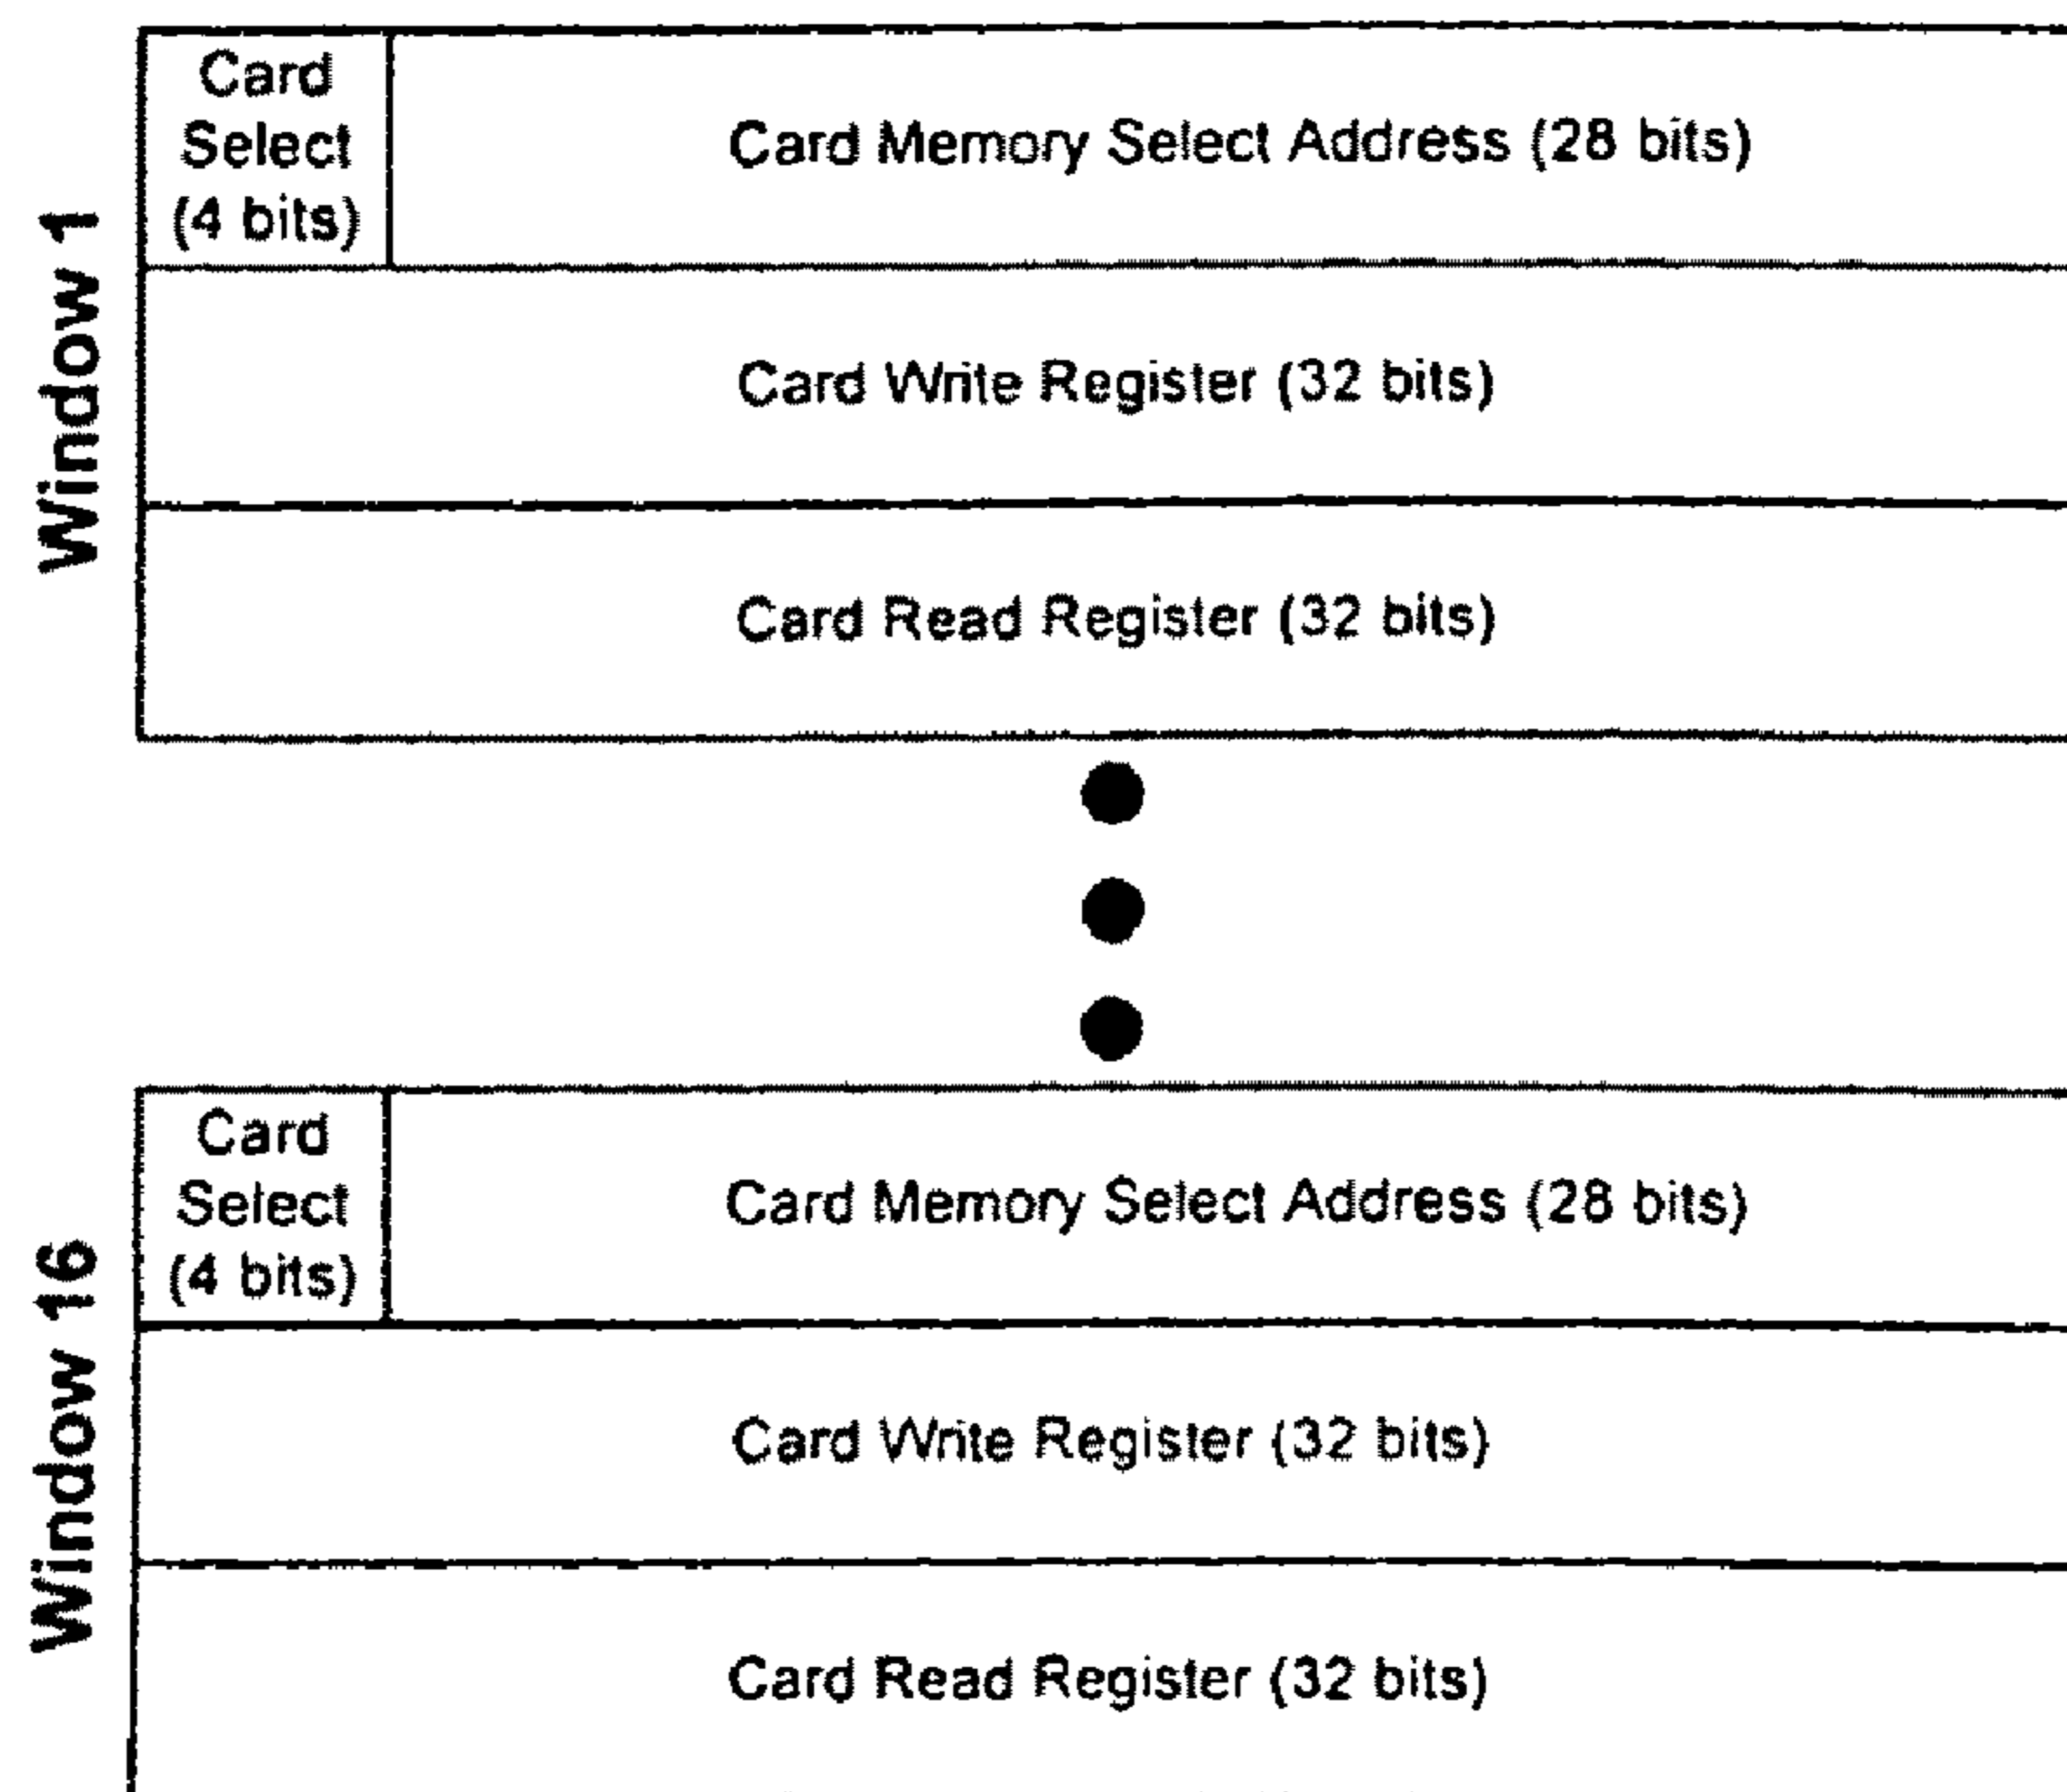 Window 1
Card
Select
(4 bits)
Card Memory Select Address (28 bits)
Card Write Register (32 bits)
Card Read Register (32 bits)
Window 16
Card
Select
(4 bits)
Card Memory Select Address (28 bits)
Card Write Register (32 bits)
Card Read Register (32 bits)